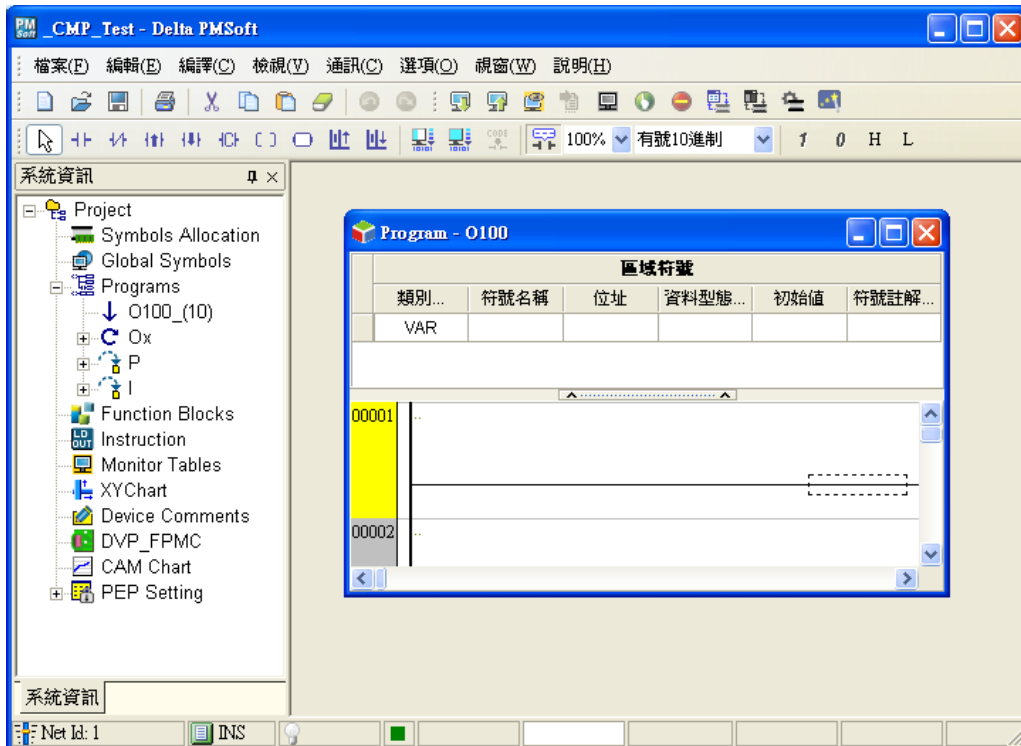 PM Soft _CMP_Test - Delta PMSoft
檔案(F) 編輯(E) 編譯(C) 檢視(V) 通訊(C) 選項(O) 視窗(W) 說明(H)
CODE 100% 有號10進制 1 0 H L
系統資訊
Project
Symbols Allocation
Global Symbols
Programs
O100_(10)
Ox
P
I
Function Blocks
LD OUT Instruction
Monitor Tables
XYChart
Device Comments
DVP_FPMC
CAM Chart
PEP Setting
系統資訊
Program - O100
區域符號
類別... 符號名稱 位址 資料型態... 初始值 符號註解...
VAR
00001
00002
Net Id: 1 INS